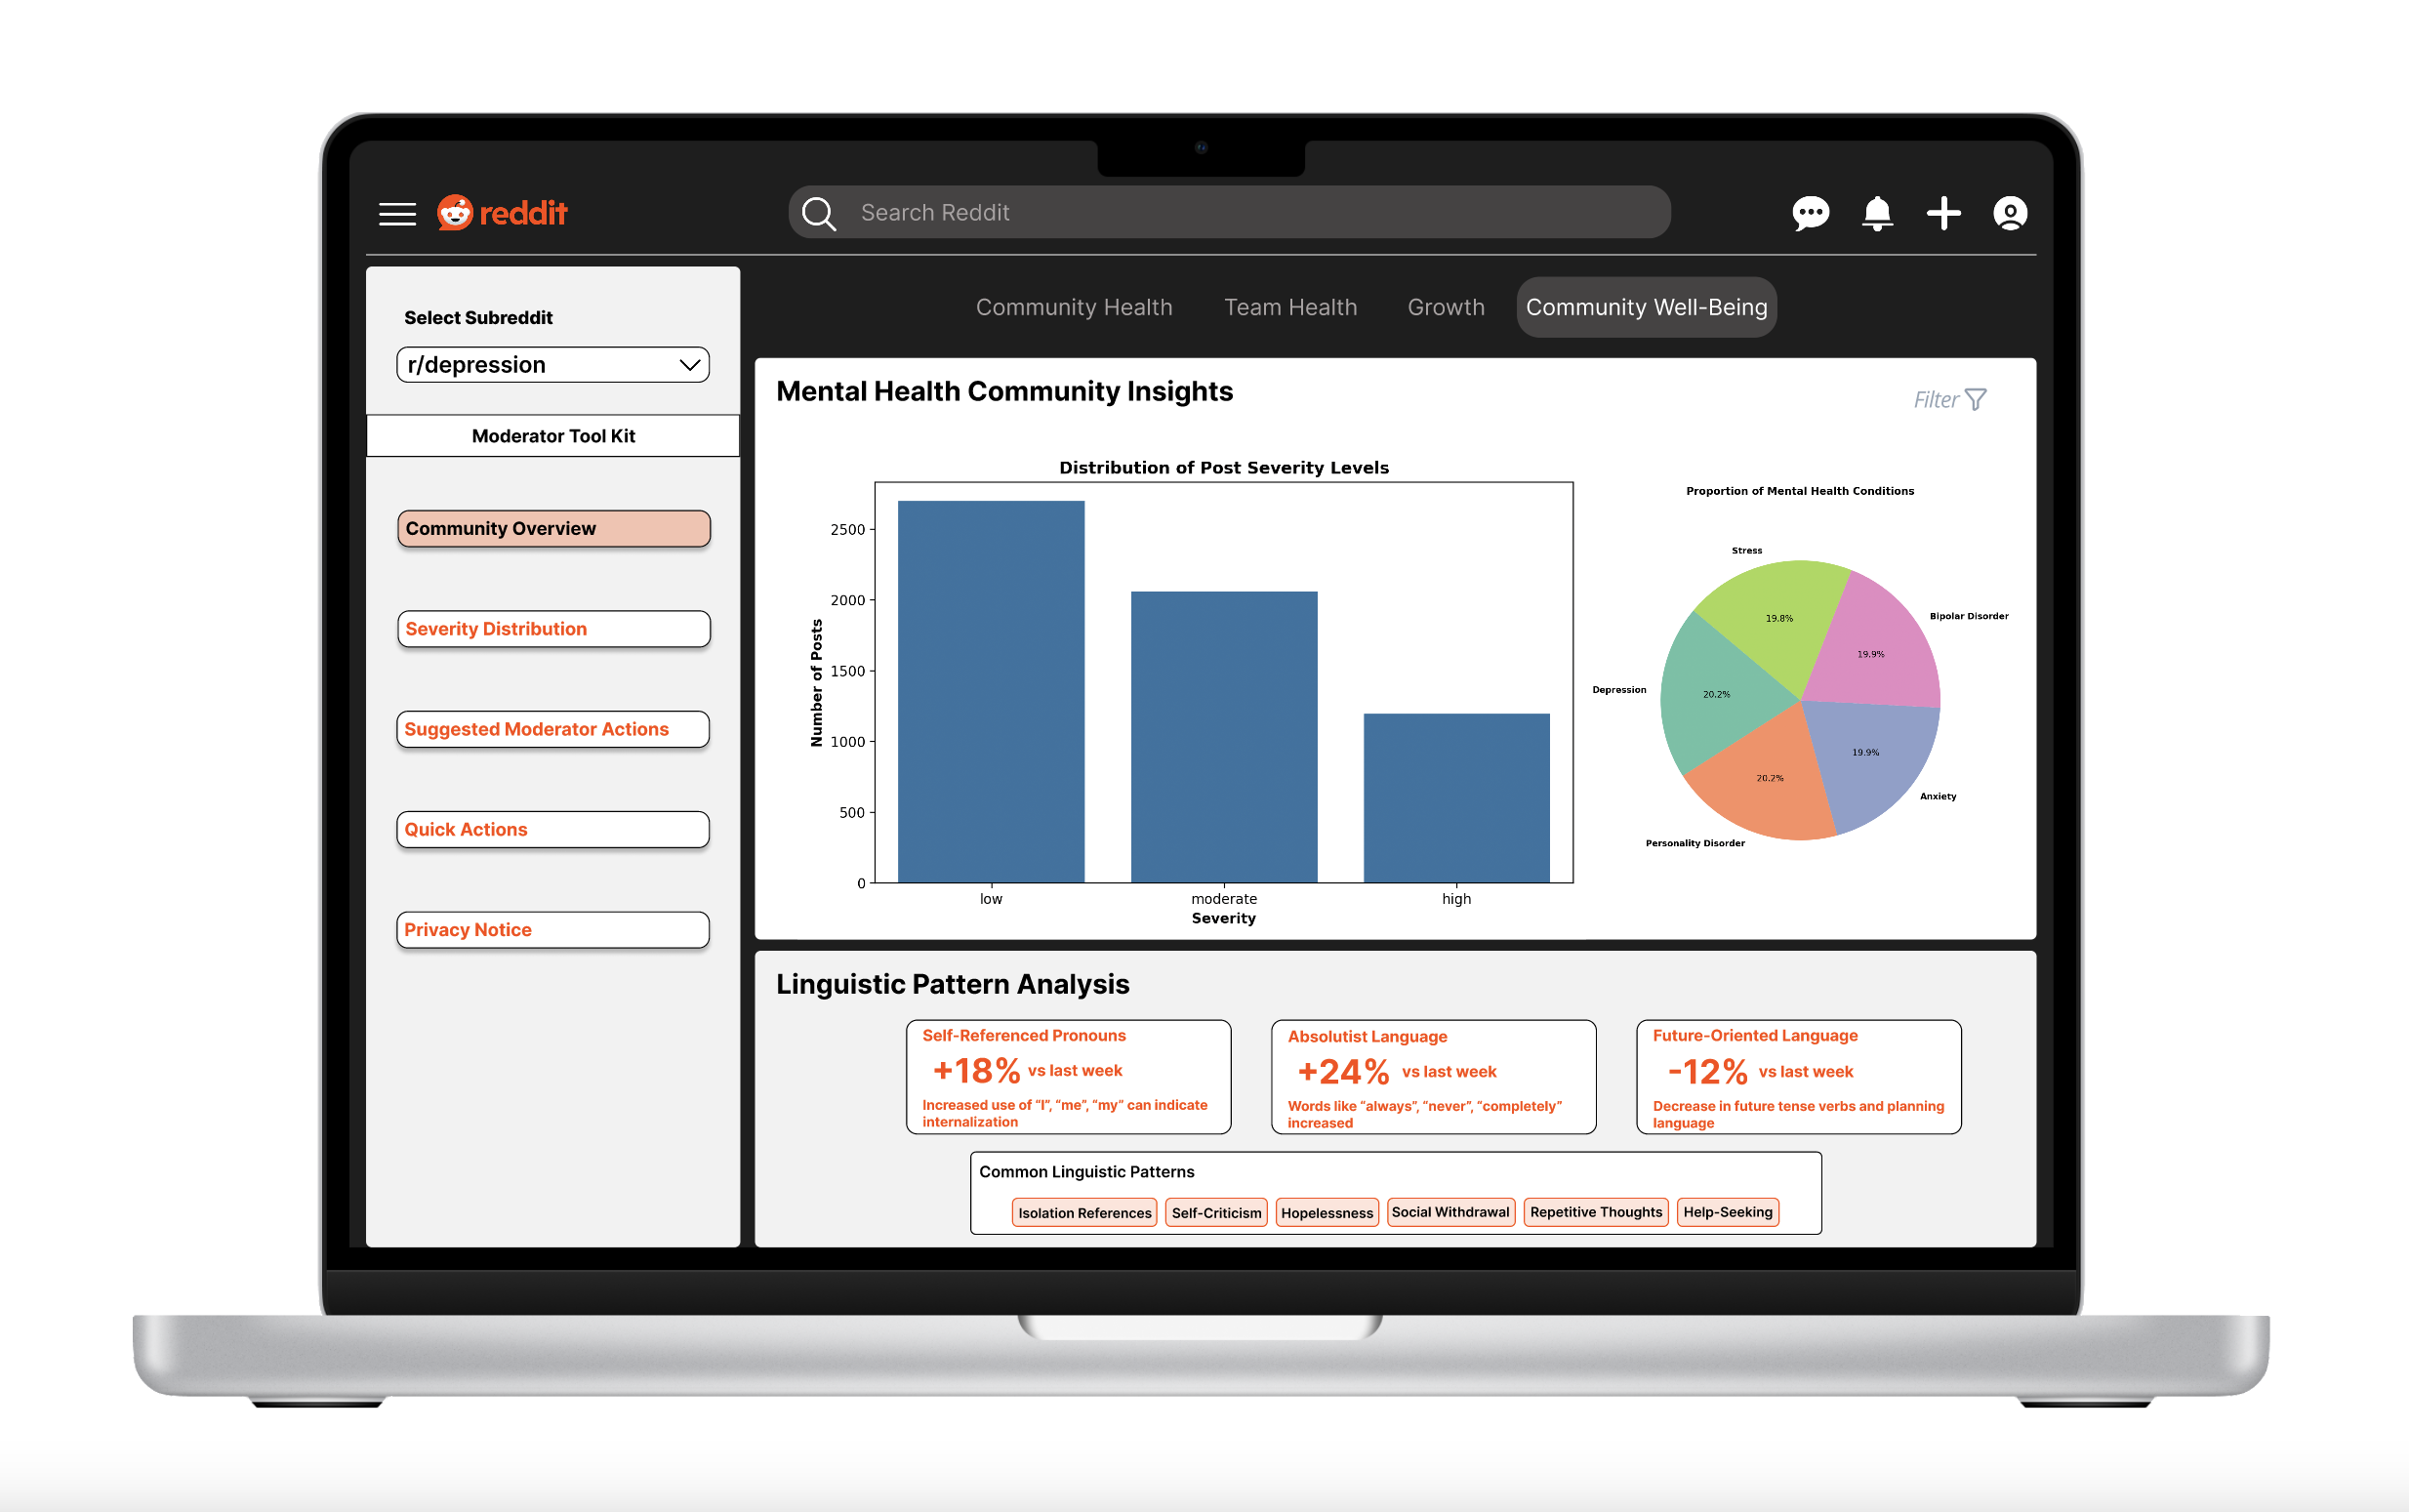 reddit
Search Reddit
Select Subreddit
r/depression
Moderator Tool Kit
Community Overview
Severity Distribution
Suggested Moderator Actions
Quick Actions
Privacy Notice
Community Health
Team Health
Growth
Community Well-Being
Mental Health Community Insights
Filter
Distribution of Post Severity Levels
Number of Posts
2500
2000
1500
1000
500
0
low
moderate
high
Severity
Proportion of Mental Health Conditions
Stress
19.8%
Bipolar Disorder
19.9%
Depression
20.2%
19.9%
Anxiety
20.2%
Personality Disorder
Linguistic Pattern Analysis
Self-Referenced Pronouns
+18% vs last week
Increased use of “I”, “me”, “my” can indicate
internalization
Absolutist Language
+24% vs last week
Words like “always”, “never”, “completely”
increased
Future-Oriented Language
-12% vs last week
Decrease in future tense verbs and planning
language
Common Linguistic Patterns
Isolation References
Self-Criticism
Hopelessness
Social Withdrawal
Repetitive Thoughts
Help-Seeking